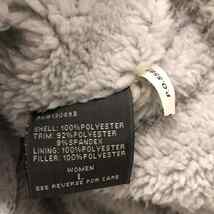 SHELL: 100%POLYESTER
TRIM: 92%POLYESTER
8%SPANDEX
LINING: 100%POLYESTER
FILLER: 100%POLYESTER
WOMEN
L
SEE REVERSE FOR CARE